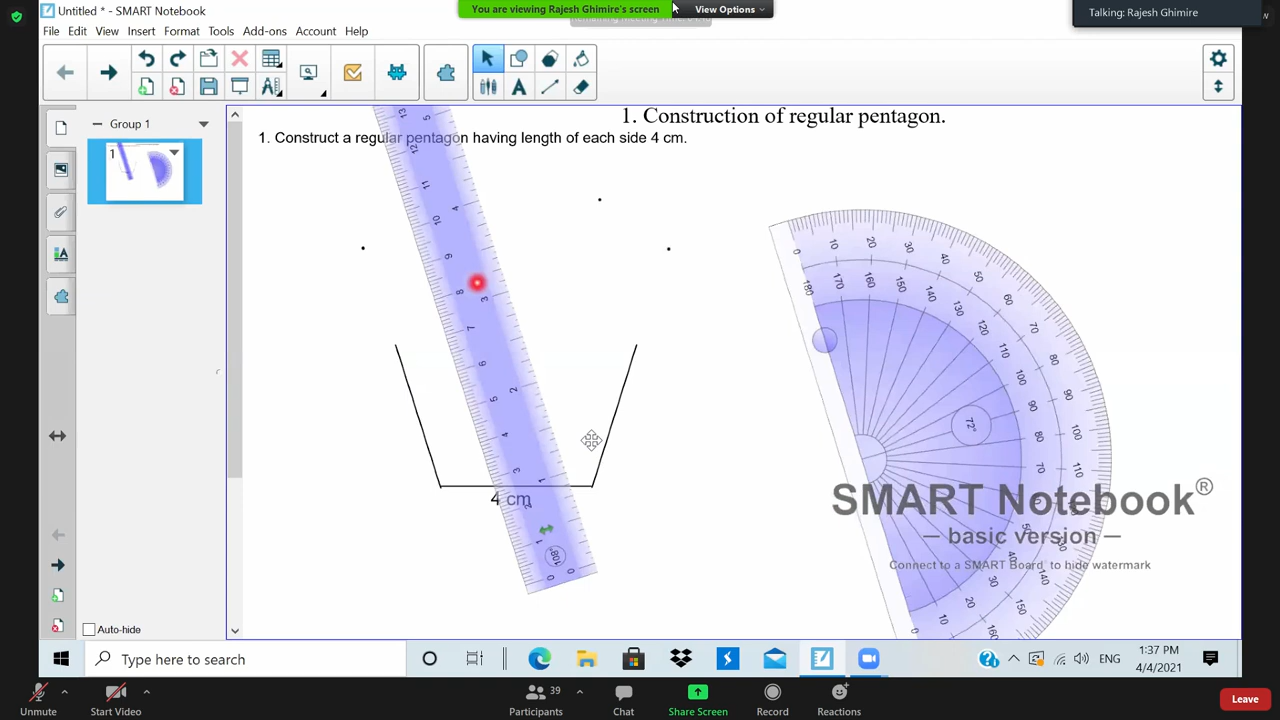 Untitled * - SMART Notebook
You are viewing Rajesh Ghimire's screen
View Options
Talking: Rajesh Ghimire
File Edit View Insert Format Tools Add-ons Account Help
Group 1
1
1. Construction of regular pentagon.
1. Construct a regular pentagon having length of each side 4 cm.
4 cm
108°
72°
SMART Notebook®
— basic version —
Connect to a SMART Board to hide watermark
Auto-hide
Type here to search
ENG
1:37 PM
4/4/2021
Unmute
Start Video
39
Participants
Chat
Share Screen
Record
Reactions
Leave